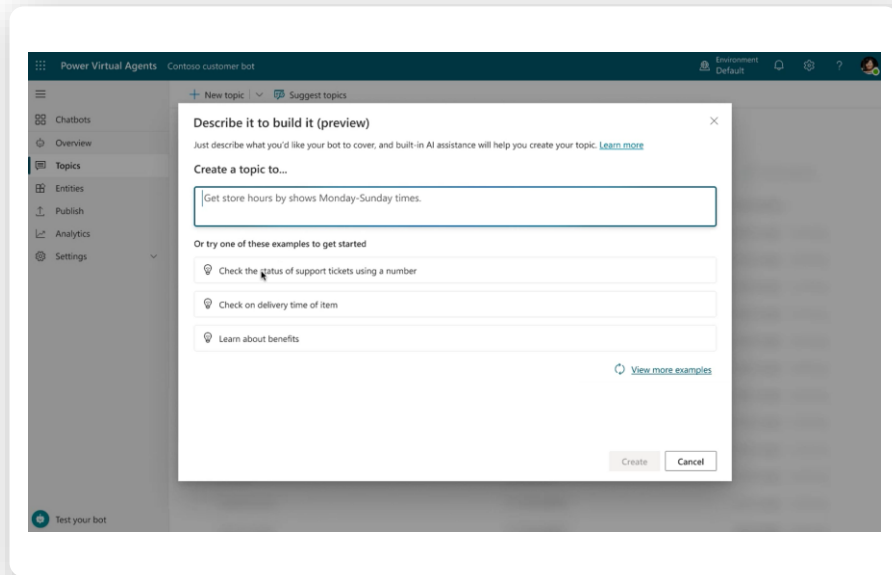 Power Virtual Agents Contoso customer bot
Environment
Default
?
New topic
Suggest topics
Chatbots
Overview
Topics
Entities
Publish
Analytics
Settings
Test your bot
Describe it to build it (preview)
Just describe what you'd like your bot to cover, and built-in AI assistance will help you create your topic. Learn more
Create a topic to...
Get store hours by shows Monday-Sunday times.
Or try one of these examples to get started
Check the status of support tickets using a number
Check on delivery time of item
Learn about benefits
View more examples
Create
Cancel